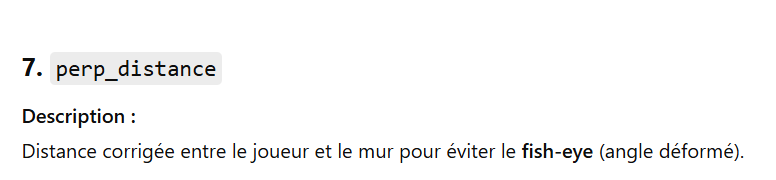 7. perp_distance
Description :
Distance corrigée entre le joueur et le mur pour éviter le fish-eye (angle déformé).